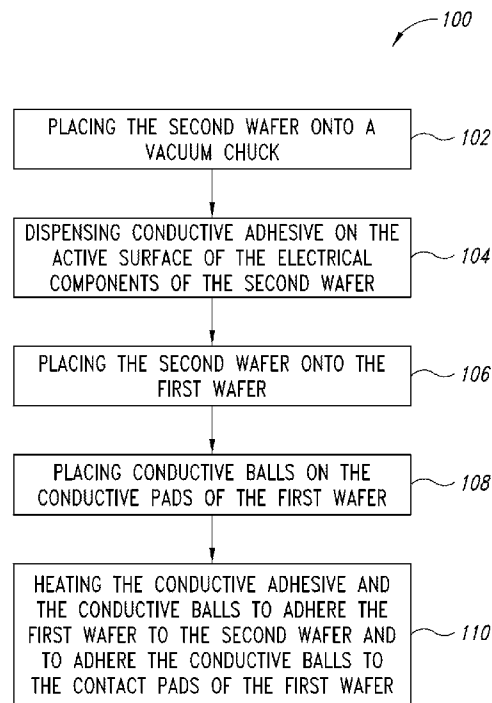 100
PLACING THE SECOND WAFER ONTO A
VACUUM CHUCK
102
DISPENSING CONDUCTIVE ADHESIVE ON THE
ACTIVE SURFACE OF THE ELECTRICAL
COMPONENTS OF THE SECOND WAFER
104
PLACING THE SECOND WAFER ONTO THE
FIRST WAFER
106
PLACING CONDUCTIVE BALLS ON THE
CONDUCTIVE PADS OF THE FIRST WAFER
108
HEATING THE CONDUCTIVE ADHESIVE AND
THE CONDUCTIVE BALLS TO ADHERE THE
FIRST WAFER TO THE SECOND WAFER AND
TO ADHERE THE CONDUCTIVE BALLS TO
THE CONTACT PADS OF THE FIRST WAFER
110